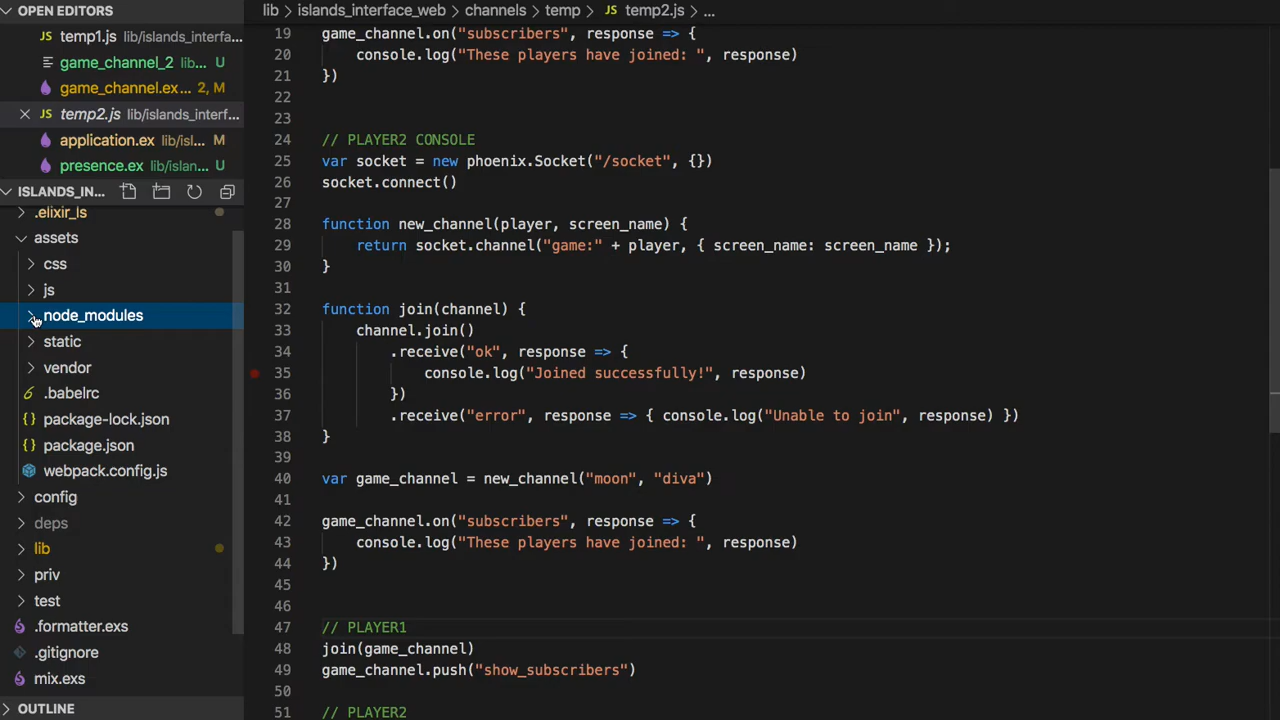 OPEN EDITORS
temp1.js lib/islands_interfa...
game_channel_2 lib... U
game_channel.ex... 2, M
temp2.js lib/islands_interf...
application.ex lib/isl... M
presence.ex lib/islan... U
ISLANDS_IN...
.elixir_ls
assets
css
js
node_modules
static
vendor
.babelrc
package-lock.json
package.json
webpack.config.js
config
deps
lib
priv
test
.formatter.exs
.gitignore
mix.exs
OUTLINE
lib > islands_interface_web > channels > temp > JS temp2.js > ...
19 game_channel.on("subscribers", response => {
20 console.log("These players have joined: ", response)
21 })
22
23
24 // PLAYER2 CONSOLE
25 var socket = new phoenix.Socket("/socket", {})
26 socket.connect()
27
28 function new_channel(player, screen_name) {
29 return socket.channel("game:" + player, { screen_name: screen_name });
30 }
31
32 function join(channel) {
33 channel.join()
34 .receive("ok", response => {
35 console.log("Joined successfully!", response)
36 })
37 .receive("error", response => { console.log("Unable to join", response) })
38 }
39
40 var game_channel = new_channel("moon", "diva")
41
42 game_channel.on("subscribers", response => {
43 console.log("These players have joined: ", response)
44 })
45
46
47 // PLAYER1
48 join(game_channel)
49 game_channel.push("show_subscribers")
50
51 // PLAYER2